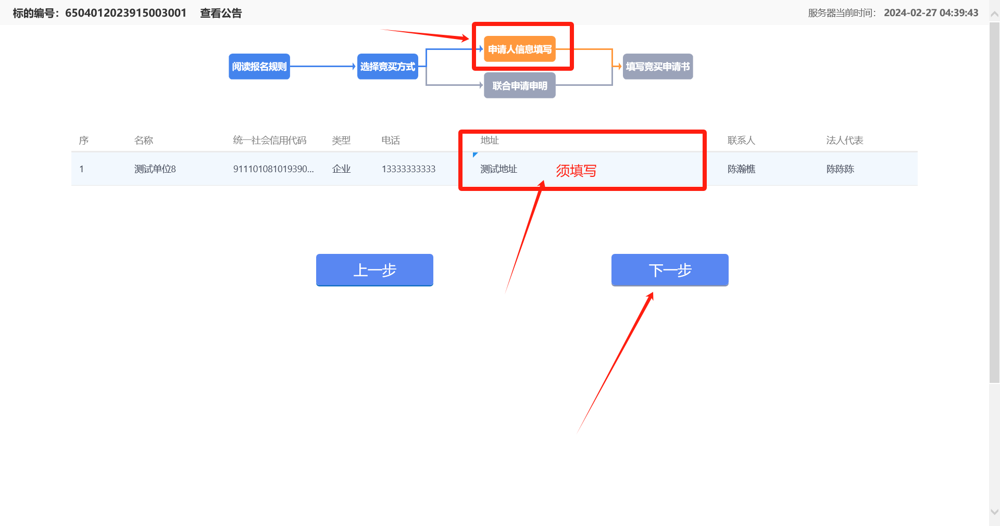 标的编号：6504012023915003001 查看公告 服务器当前时间： 2024-02-27 04:39:43
申请人信息填写
阅读报名规则 选择竞买方式 填写竞买申请书
联合申请申明
序 名称 统一社会信用代码 类型 电话 地址 联系人 法人代表
1 测试单位8 911101081019390... 企业 13333333333 测试地址 须填写 陈瀚樵 陈陈陈
上一步 下一步